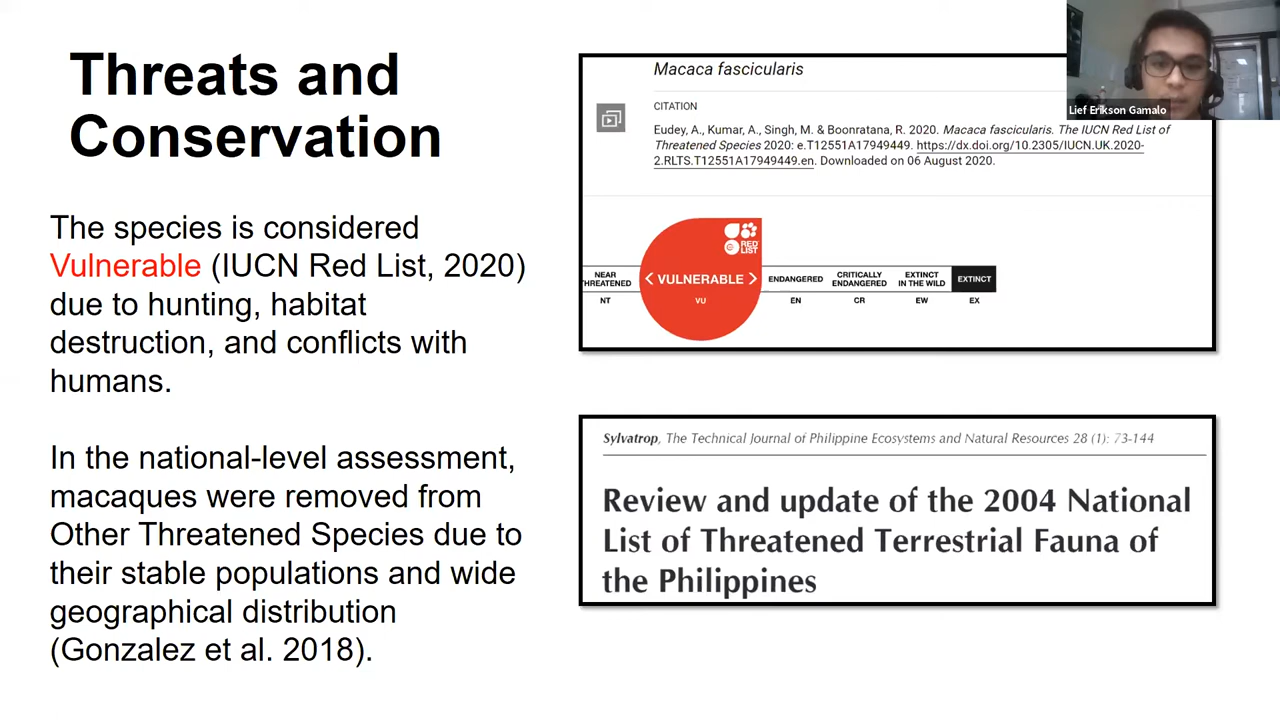 Threats and
Conservation
The species is considered
Vulnerable (IUCN Red List, 2020)
due to hunting, habitat
destruction, and conflicts with
humans.
In the national-level assessment,
macaques were removed from
Other Threatened Species due to
their stable populations and wide
geographical distribution
(Gonzalez et al. 2018).
Macaca fascicularis
CITATION
Eudey, A., Kumar, A., Singh, M. & Boonratana, R. 2020. Macaca fascicularis. The IUCN Red List of
Threatened Species 2020: e.T12551A17949449. https://dx.doi.org/10.2305/IUCN.UK.2020-
2.RLTS.T12551A17949449.en. Downloaded on 06 August 2020.
RED
LIST
NEAR
THREATENED
NT
< VULNERABLE >
VU
ENDANGERED
EN
CRITICALLY
ENDANGERED
CR
EXTINCT
IN THE WILD
EW
EXTINCT
EX
Sylvatrop, The Technical Journal of Philippine Ecosystems and Natural Resources 28 (1): 73-144
Review and update of the 2004 National
List of Threatened Terrestrial Fauna of
the Philippines
Lief Erikson Gamalo